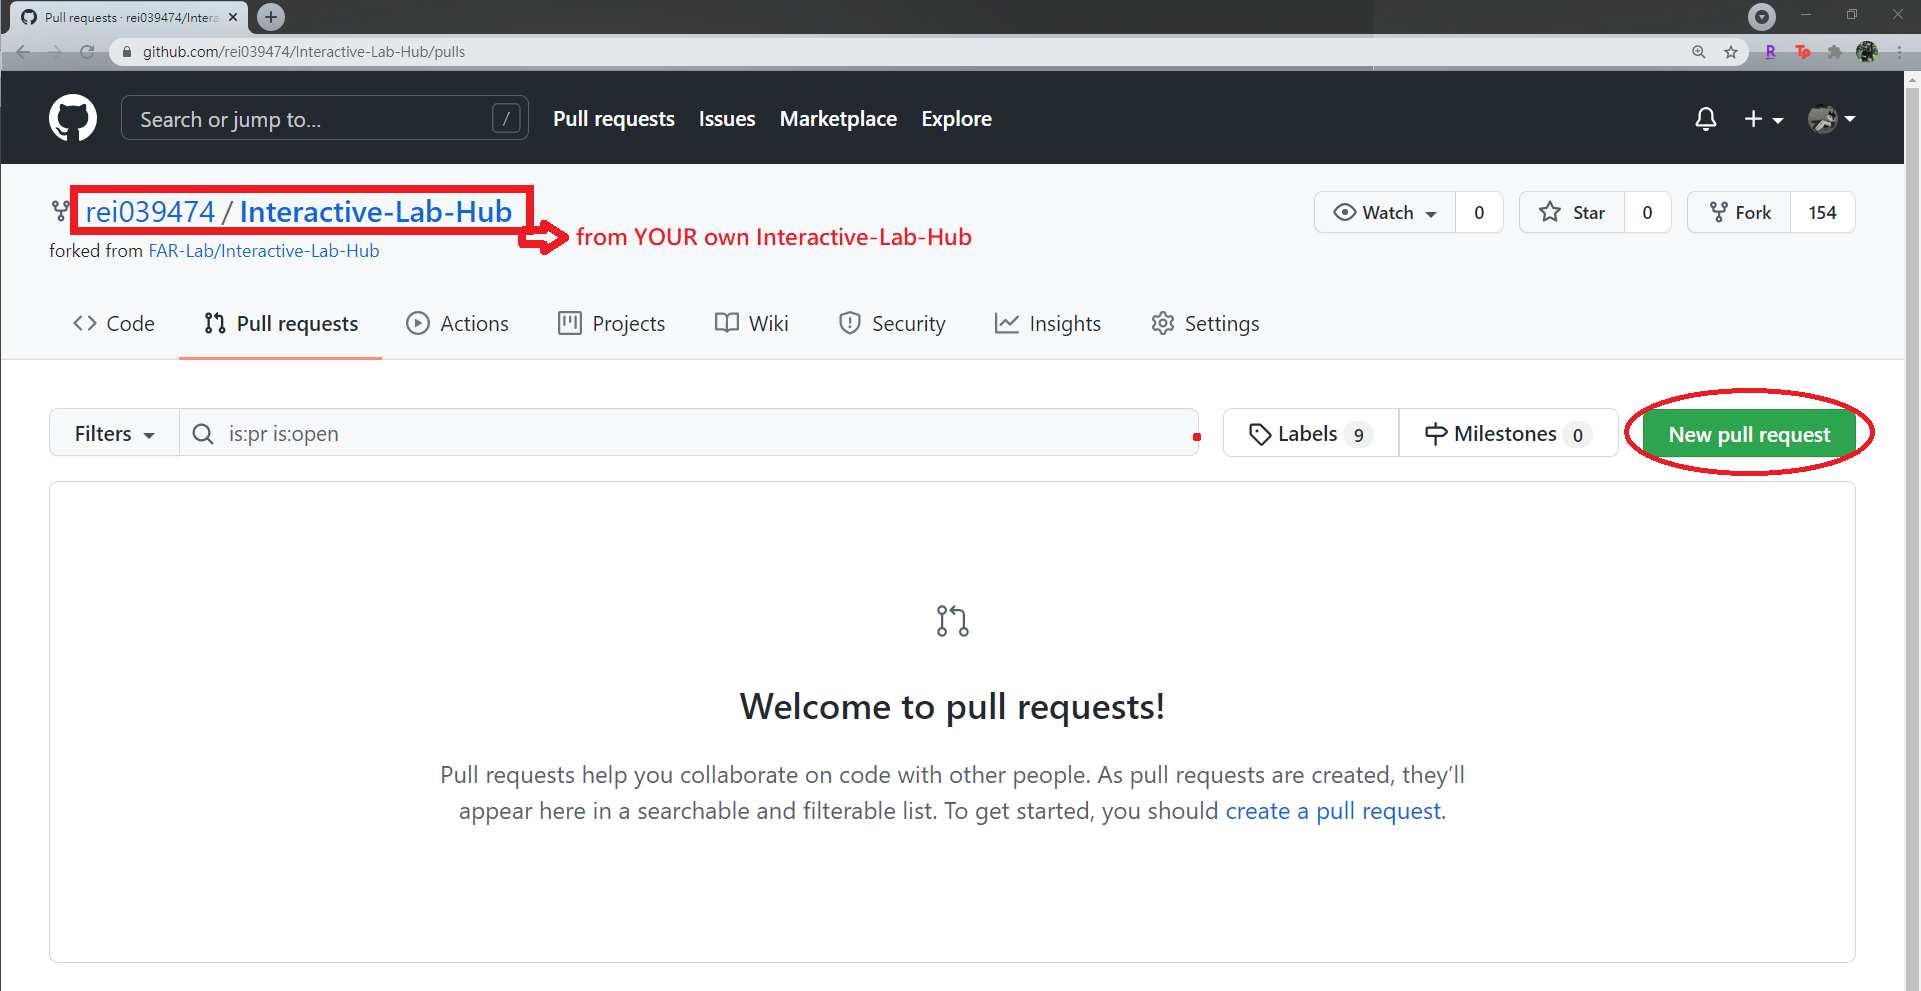 Pull requests · rei039474/Intera
github.com/rei039474/Interactive-Lab-Hub/pulls
R
Tp
Search or jump to...
/
Pull requests
Issues
Marketplace
Explore
rei039474 / Interactive-Lab-Hub
Watch
0
Star
0
Fork
154
from YOUR own Interactive-Lab-Hub
forked from FAR-Lab/Interactive-Lab-Hub
Code
Pull requests
Actions
Projects
Wiki
Security
Insights
Settings
Filters
is:pr is:open
Labels 9
Milestones 0
New pull request
Welcome to pull requests!
Pull requests help you collaborate on code with other people. As pull requests are created, they’ll
appear here in a searchable and filterable list. To get started, you should create a pull request.